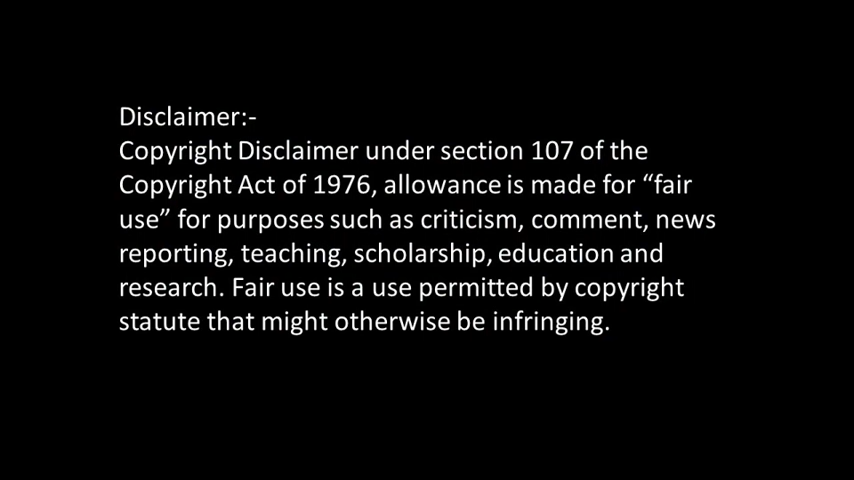 Disclaimer:-
Copyright Disclaimer under section 107 of the
Copyright Act of 1976, allowance is made for “fair
use” for purposes such as criticism, comment, news
reporting, teaching, scholarship, education and
research. Fair use is a use permitted by copyright
statute that might otherwise be infringing.